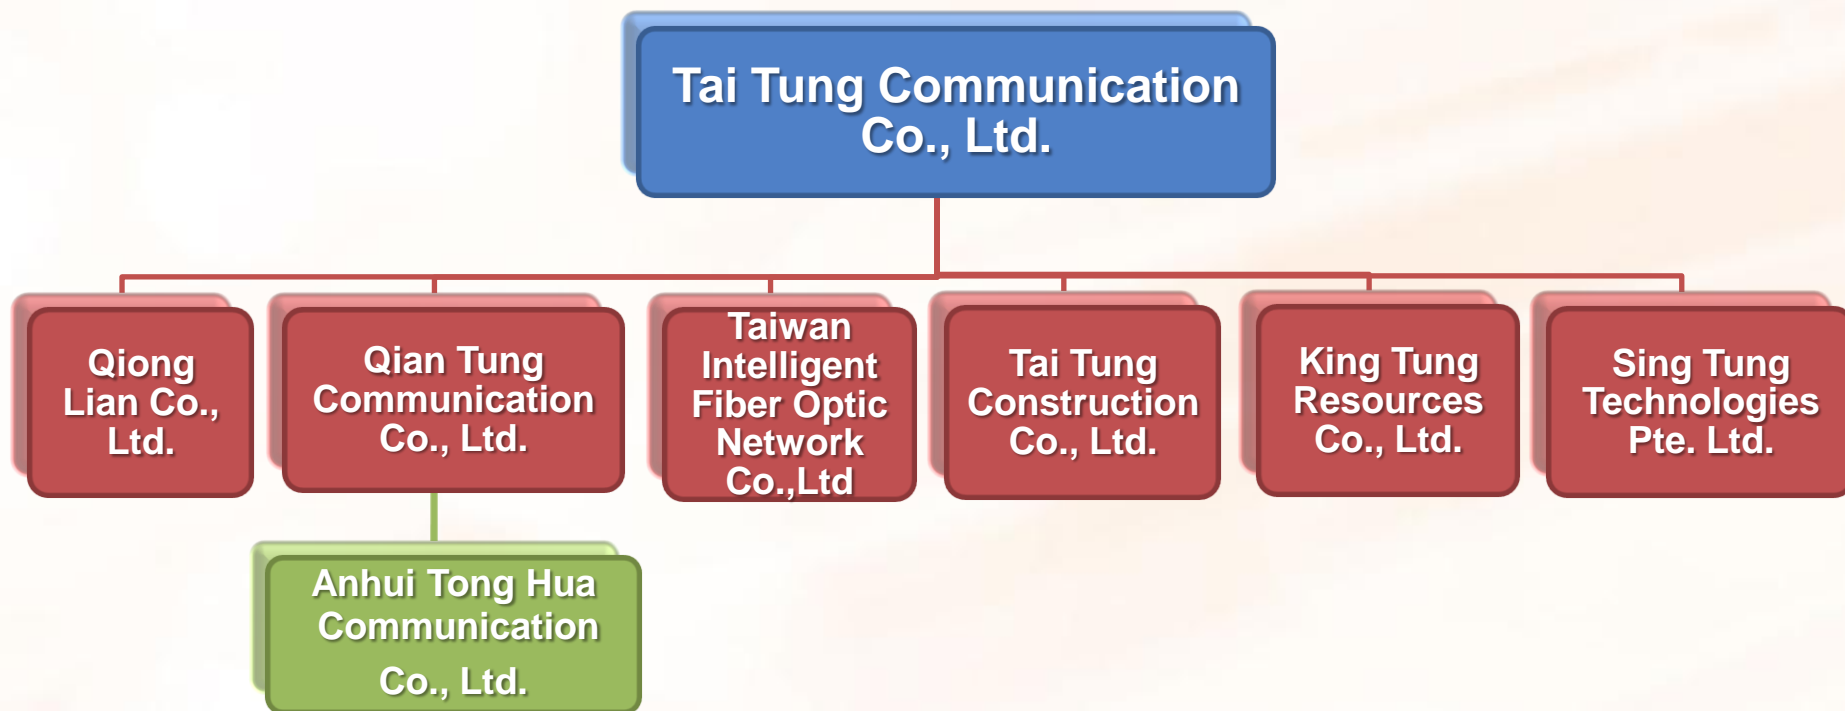 Tai Tung Communication
Co., Ltd.
Qiong
Lian Co.,
Ltd.
Qian Tung
Communication
Co., Ltd.
Taiwan
Intelligent
Fiber Optic
Network
Co.,Ltd
Tai Tung
Construction
Co., Ltd.
King Tung
Resources
Co., Ltd.
Sing Tung
Technologies
Pte. Ltd.
Anhui Tong Hua
Communication
Co., Ltd.